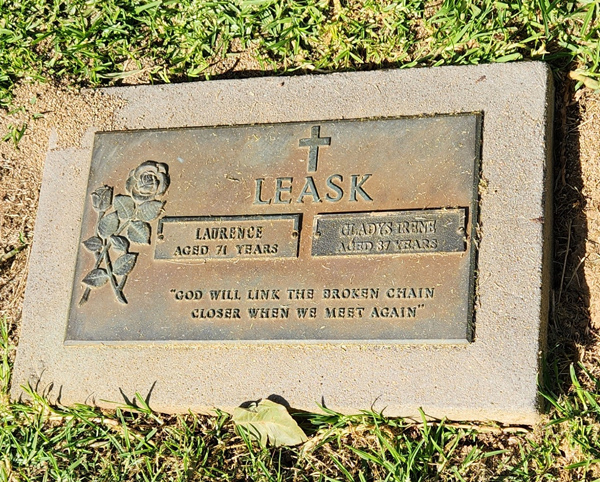 LEASK
LAURENCE
AGED 71 YEARS
GLADYS IRENE
AGED 87 YEARS
"GOD WILL LINK THE BROKEN CHAIN
CLOSER WHEN WE MEET AGAIN"